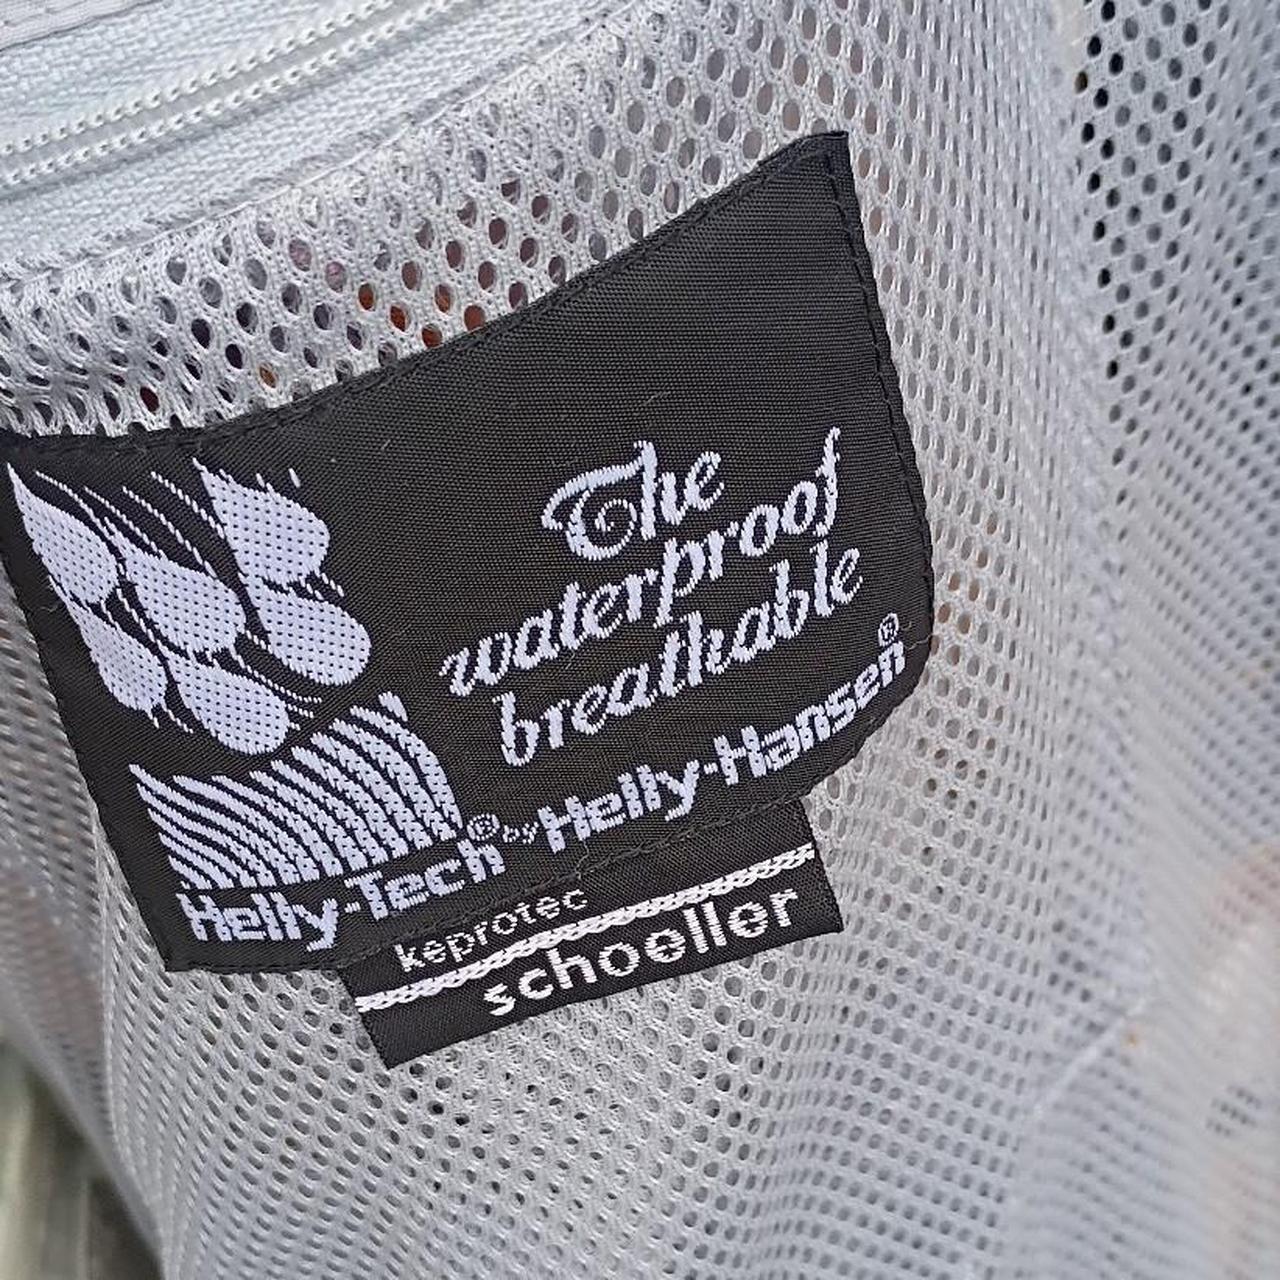 The
waterproof
breathable
Helly-Tech® by Helly-Hansen®
keprotec
schoeller